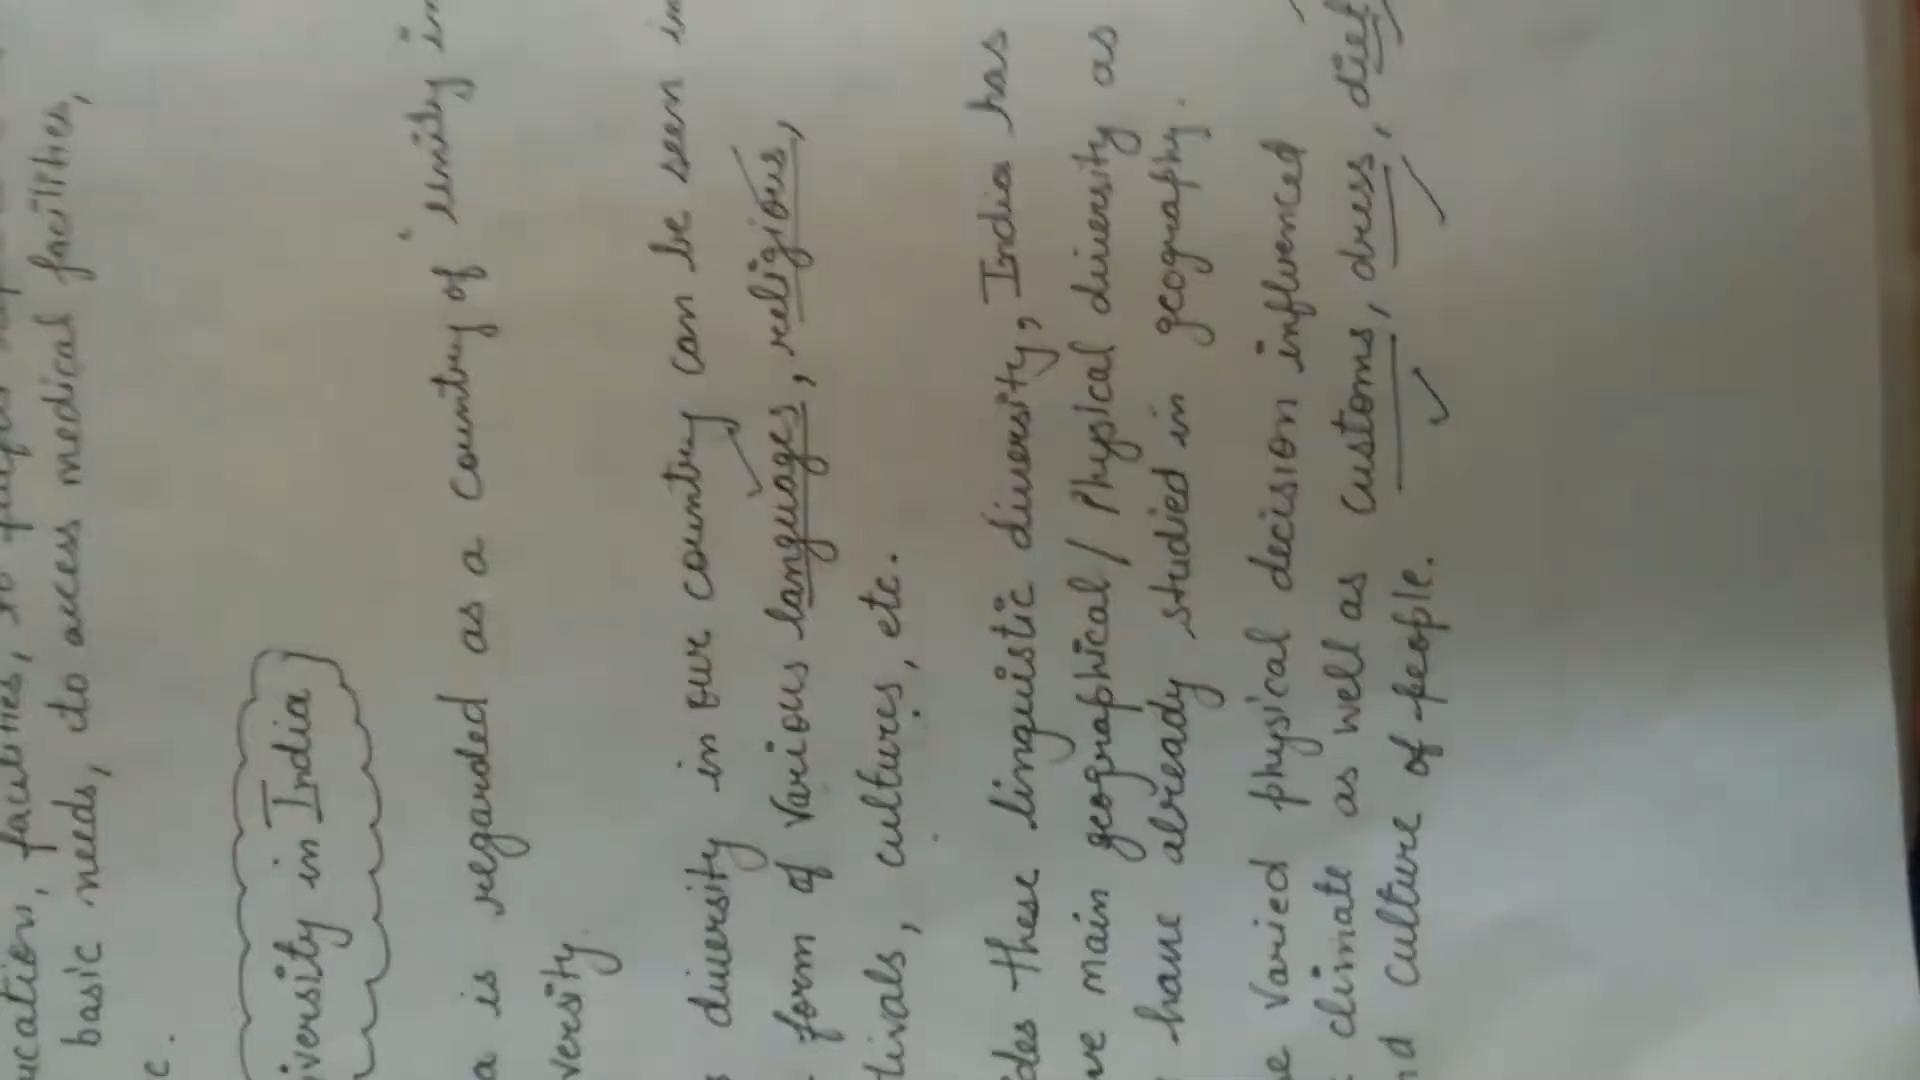 basic needs, to access medical facilities,
c.
iversity in India
a is regarded as a country of 'unity in
versity.
diversity in our country can be seen in
form of various languages, religious,
tivals, cultures, etc.
ides these linguistic diversity, India has
ve main geographical / Physical diversity as
have already studied in geography.
e varied physical decision influenced
climate as well as customs, dress, diet
nd culture of people.